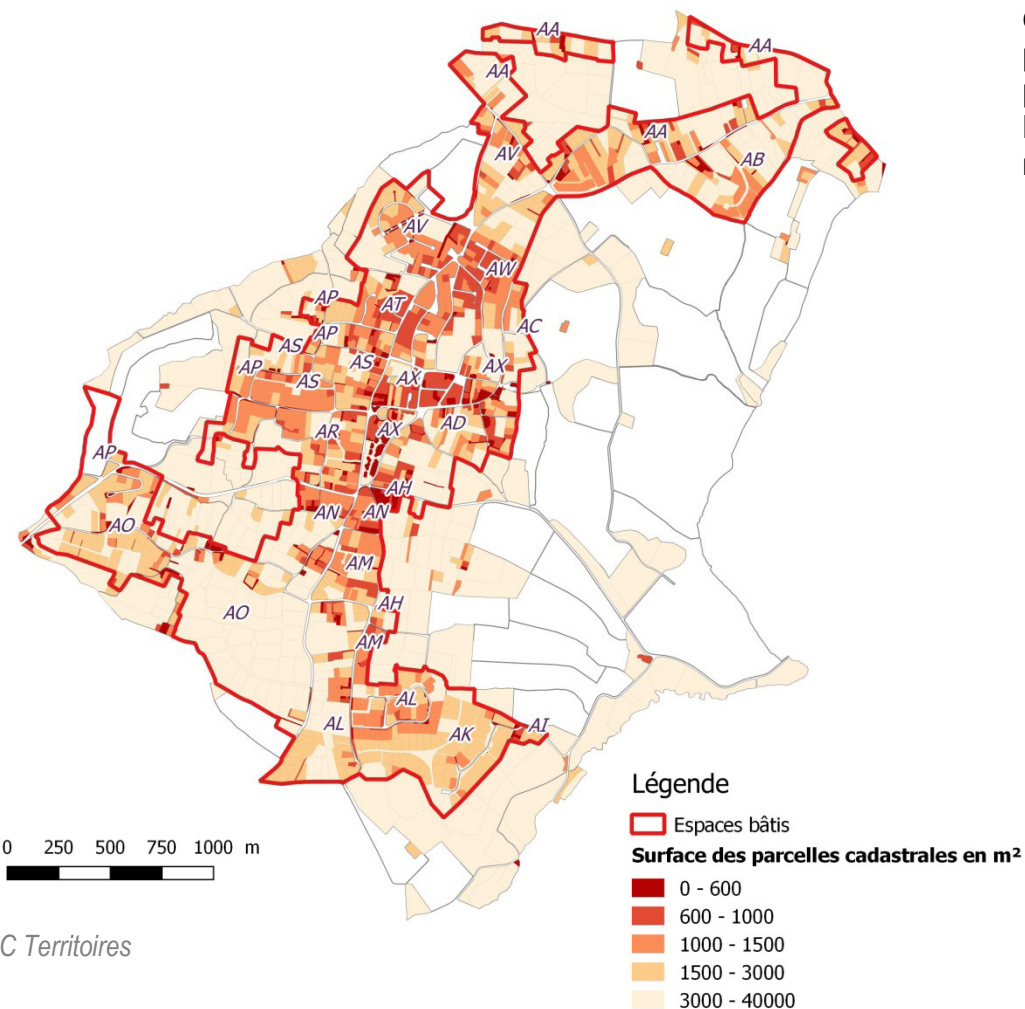 AA
AA
AA
AA
AV
AB
AV
AW
AP
AT
AC
AP
AS
AS
AX
AP
AS
AX
AR
AX
AD
AP
AH
AN
AN
AO
AM
AO
AH
AM
AL
AL
AK
AI
Légende
Espaces bâtis
Surface des parcelles cadastrales en m²
0 - 600
600 - 1000
1000 - 1500
1500 - 3000
3000 - 40000
0 250 500 750 1000 m
C Territoires